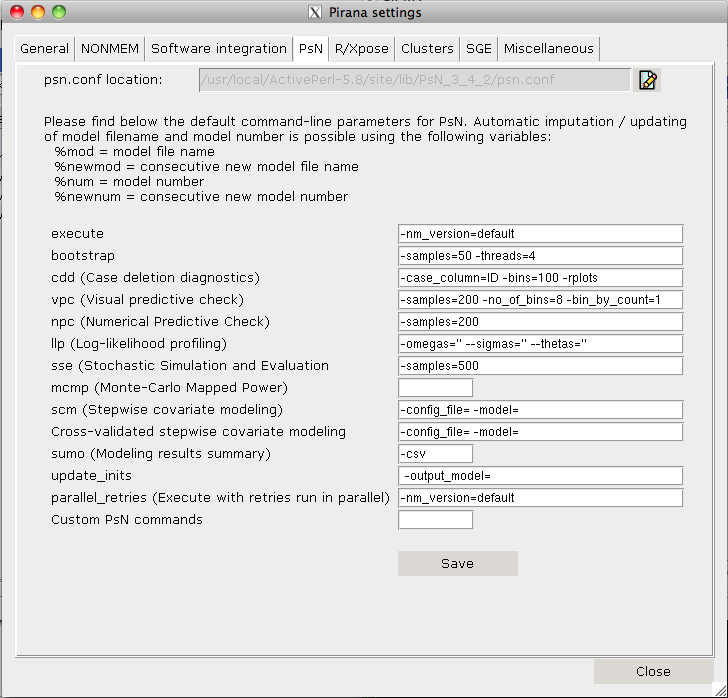 Pirana settings
General NONMEM Software integration PsN R/Xpose Clusters SGE Miscellaneous
psn.conf location: /usr/local/ActivePerl-5.8/site/lib/PsN_3_4_2/psn.conf
Please find below the default command-line parameters for PsN. Automatic imputation / updating
of model filename and model number is possible using the following variables:
%mod = model file name
%newmod = consecutive new model file name
%num = model number
%newnum = consecutive new model number
execute -nm_version=default
bootstrap -samples=50 -threads=4
cdd (Case deletion diagnostics) -case_column=ID -bins=100 -rplots
vpc (Visual predictive check) -samples=200 -no_of_bins=8 -bin_by_count=1
npc (Numerical Predictive Check) -samples=200
llp (Log-likelihood profiling) -omegas='' --sigmas='' --thetas=''
sse (Stochastic Simulation and Evaluation -samples=500
mcmp (Monte-Carlo Mapped Power)
scm (Stepwise covariate modeling) -config_file= -model=
Cross-validated stepwise covariate modeling -config_file= -model=
sumo (Modeling results summary) -csv
update_inits -output_model=
parallel_retries (Execute with retries run in parallel) -nm_version=default
Custom PsN commands
Save
Close